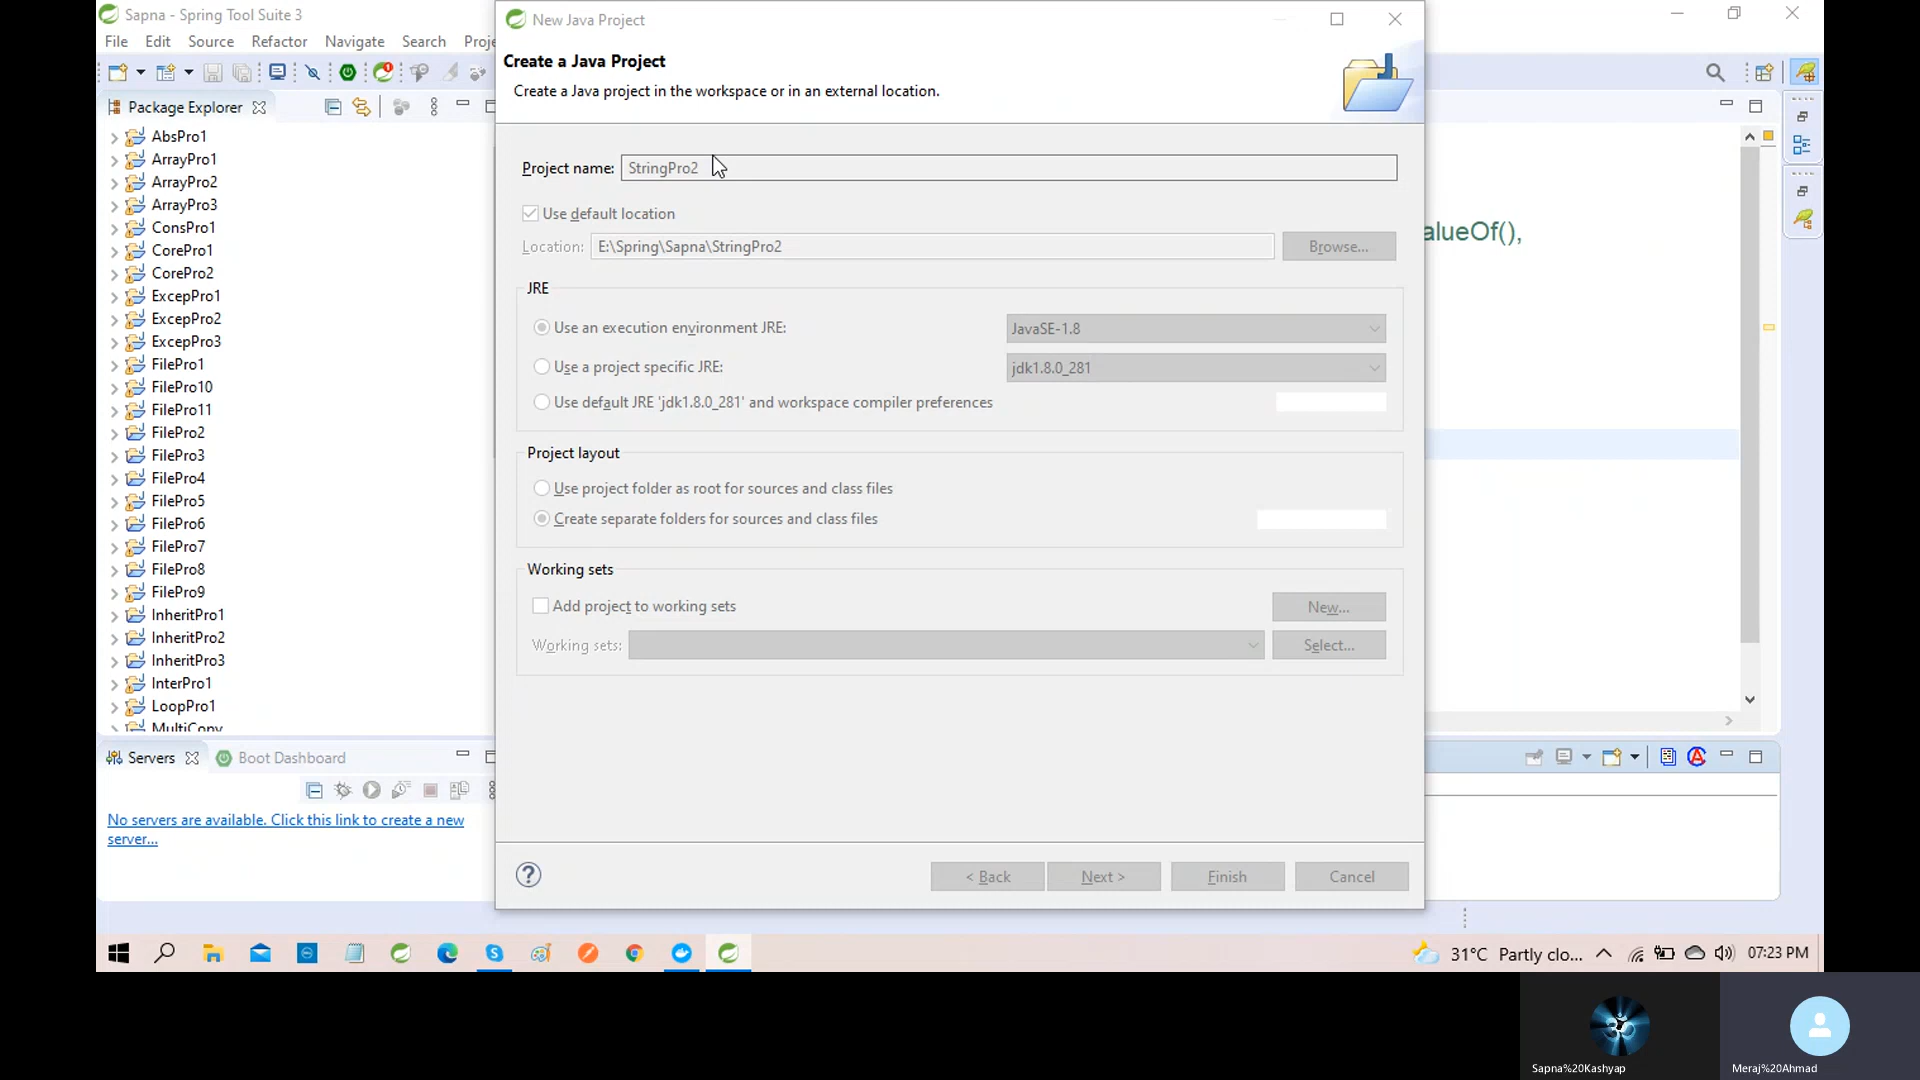 Sapna - Spring Tool Suite 3
File Edit Source Refactor Navigate Search Proje
Package Explorer
AbsPro1
ArrayPro1
ArrayPro2
ArrayPro3
ConsPro1
CorePro1
CorePro2
ExcepPro1
ExcepPro2
ExcepPro3
FilePro1
FilePro10
FilePro11
FilePro2
FilePro3
FilePro4
FilePro5
FilePro6
FilePro7
FilePro8
FilePro9
InheritPro1
InheritPro2
InheritPro3
InterPro1
LoopPro1
MultiCopy
Servers Boot Dashboard
No servers are available. Click this link to create a new
server...
New Java Project
Create a Java Project
Create a Java project in the workspace or in an external location.
Project name: StringPro2
Use default location
Location: E:\Spring\Sapna\StringPro2 Browse...
JRE
Use an execution environment JRE: JavaSE-1.8
Use a project specific JRE: jdk1.8.0_281
Use default JRE 'jdk1.8.0_281' and workspace compiler preferences
Project layout
Use project folder as root for sources and class files
Create separate folders for sources and class files
Working sets
Add project to working sets New...
Working sets: Select...
< Back Next > Finish Cancel
alueOf(),
31°C Partly clo... 07:23 PM
Sapna%20Kashyap Meraj%20Ahmad